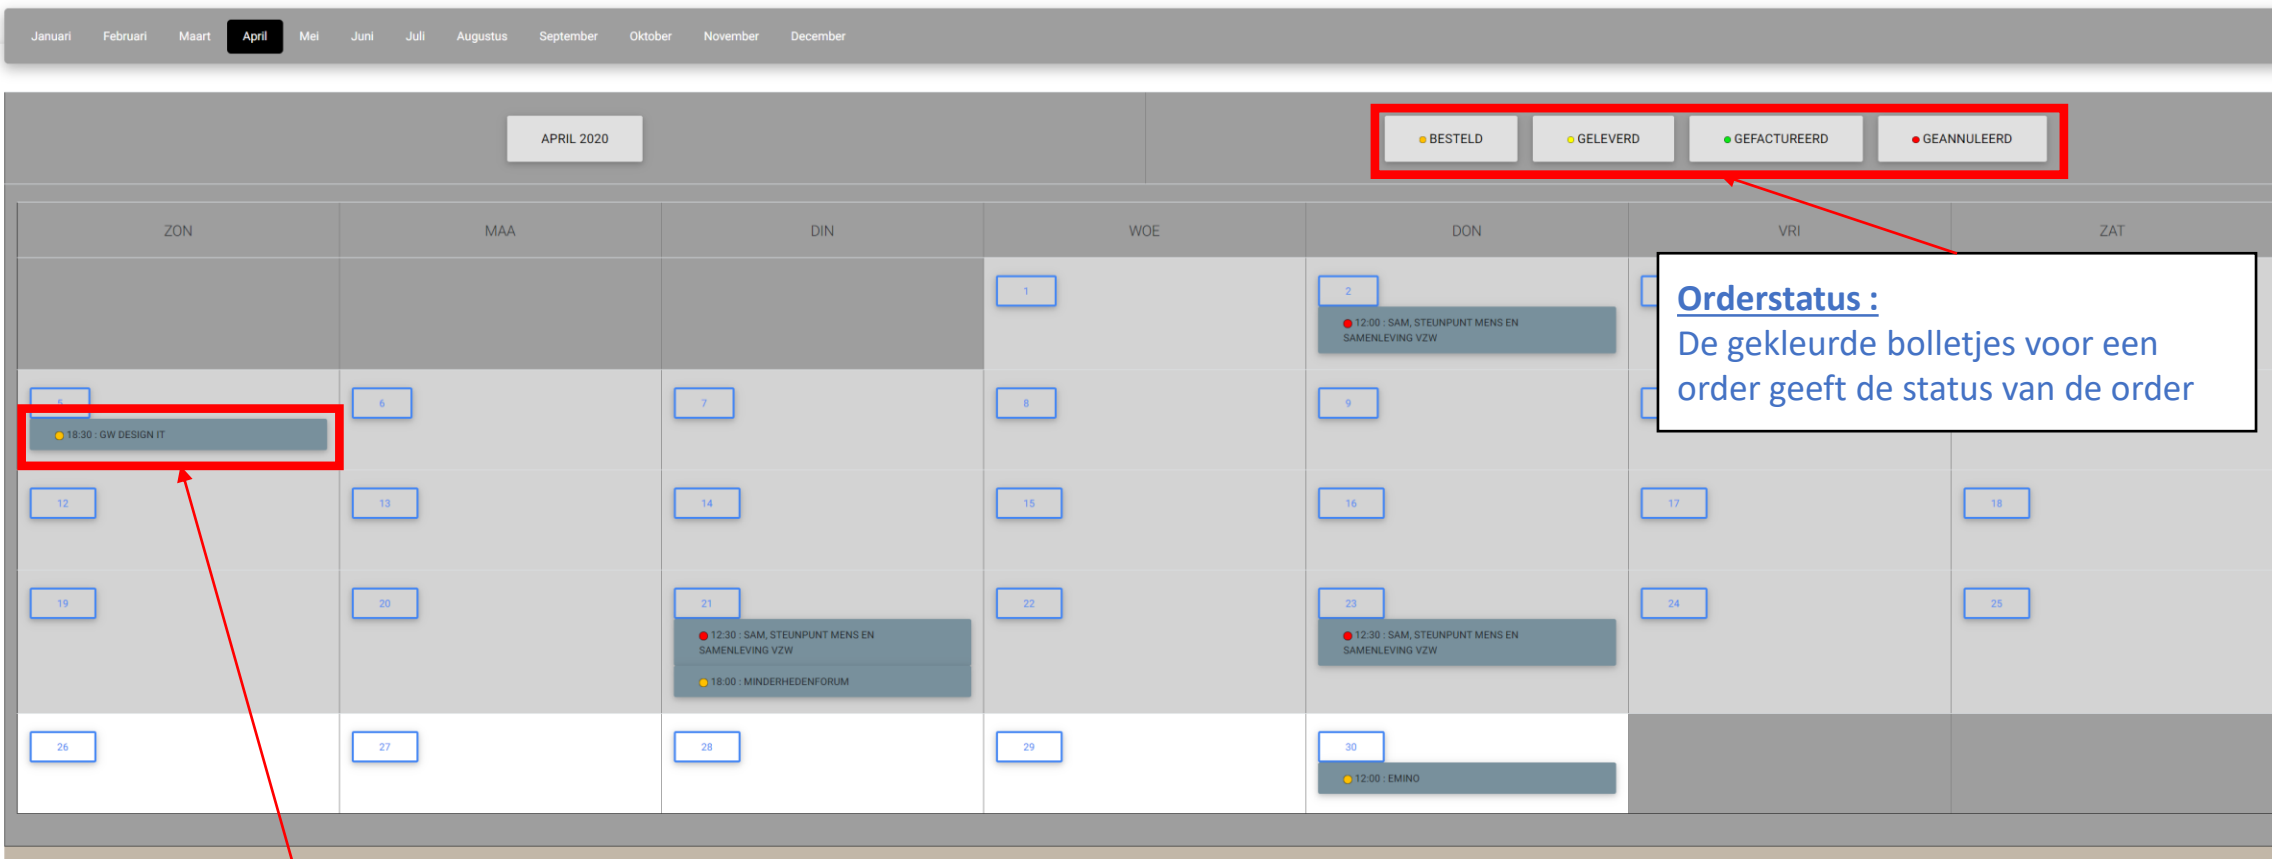 Januari Februari Maart April Mei Juni Juli Augustus September Oktober November December
APRIL 2020
BESTELD GELEVERD GEFACTUREERD GEANNULEERD
ZON MAA DIN WOE DON VRI ZAT
1 2
12:00 : SAM, STEUNPUNT MENS EN
SAMENLEVING VZW
Orderstatus :
De gekleurde bolletjes voor een
order geeft de status van de order
5 6 7 8 9
18:30 : GW DESIGN IT
12 13 14 15 16 17 18
19 20 21 22 23 24 25
12:30 : SAM, STEUNPUNT MENS EN
SAMENLEVING VZW
18:00 : MINDERHEDENFORUM
12:30 : SAM, STEUNPUNT MENS EN
SAMENLEVING VZW
26 27 28 29 30
12:00 : EMINO